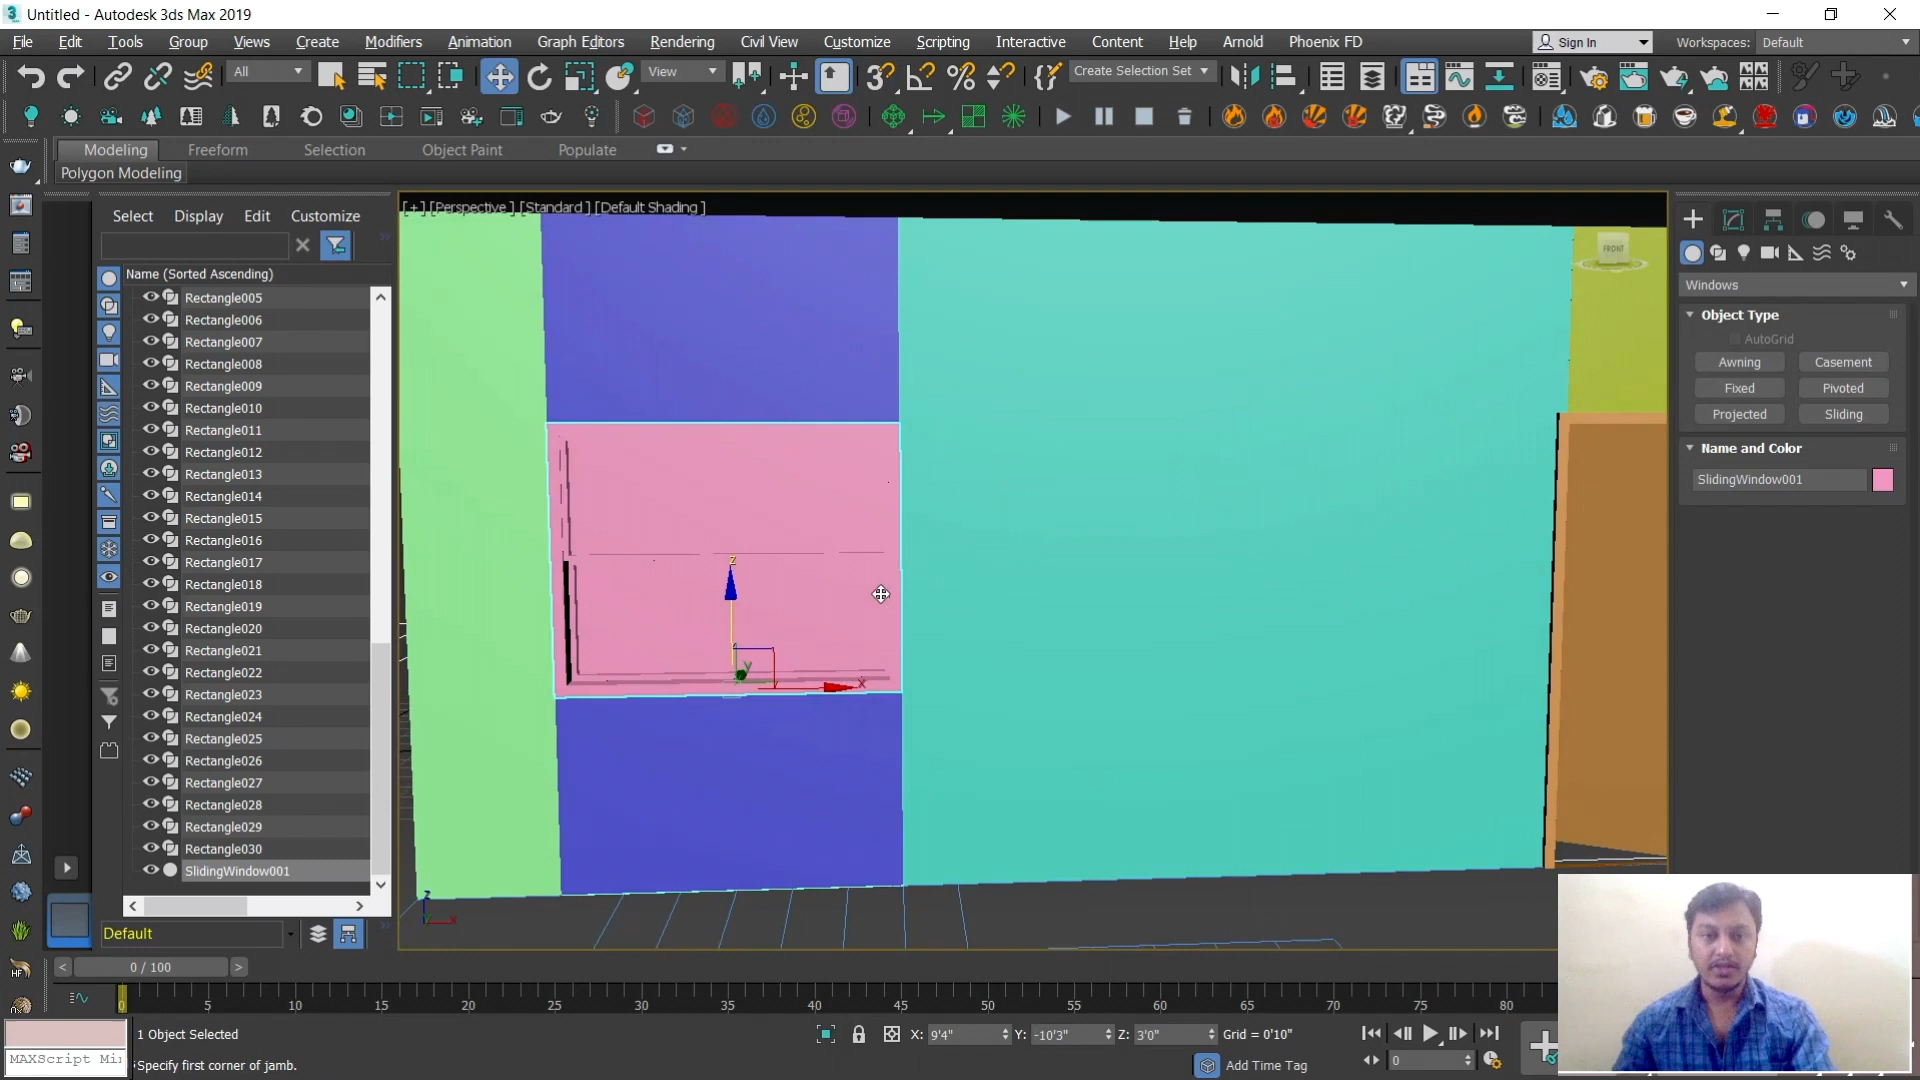 Untitled - Autodesk 3ds Max 2019
File Edit Tools Group Views Create Modifiers Animation Graph Editors Rendering Civil View Customize Scripting Interactive Content Help Arnold Phoenix FD Sign In Workspaces: Default
All View Create Selection Set
Modeling Freeform Selection Object Paint Populate
Polygon Modeling
Select Display Edit Customize
[+] [Perspective ] [Standard ] [Default Shading ]
Name (Sorted Ascending)
Rectangle005
Rectangle006
Rectangle007
Rectangle008
Rectangle009
Rectangle010
Rectangle011
Rectangle012
Rectangle013
Rectangle014
Rectangle015
Rectangle016
Rectangle017
Rectangle018
Rectangle019
Rectangle020
Rectangle021
Rectangle022
Rectangle023
Rectangle024
Rectangle025
Rectangle026
Rectangle027
Rectangle028
Rectangle029
Rectangle030
SlidingWindow001
Default
FRONT
z
y
x
z
x
Windows
Object Type
AutoGrid
Awning Casement
Fixed Pivoted
Projected Sliding
Name and Color
SlidingWindow001
< 0 / 100 >
0 5 10 15 20 25 30 35 40 45 50 55 60 65 70 75 80
1 Object Selected X: 9'4" Y: -10'3" Z: 3'0" Grid = 0'10"
MAXScript Mi
Specify first corner of jamb. Add Time Tag 0